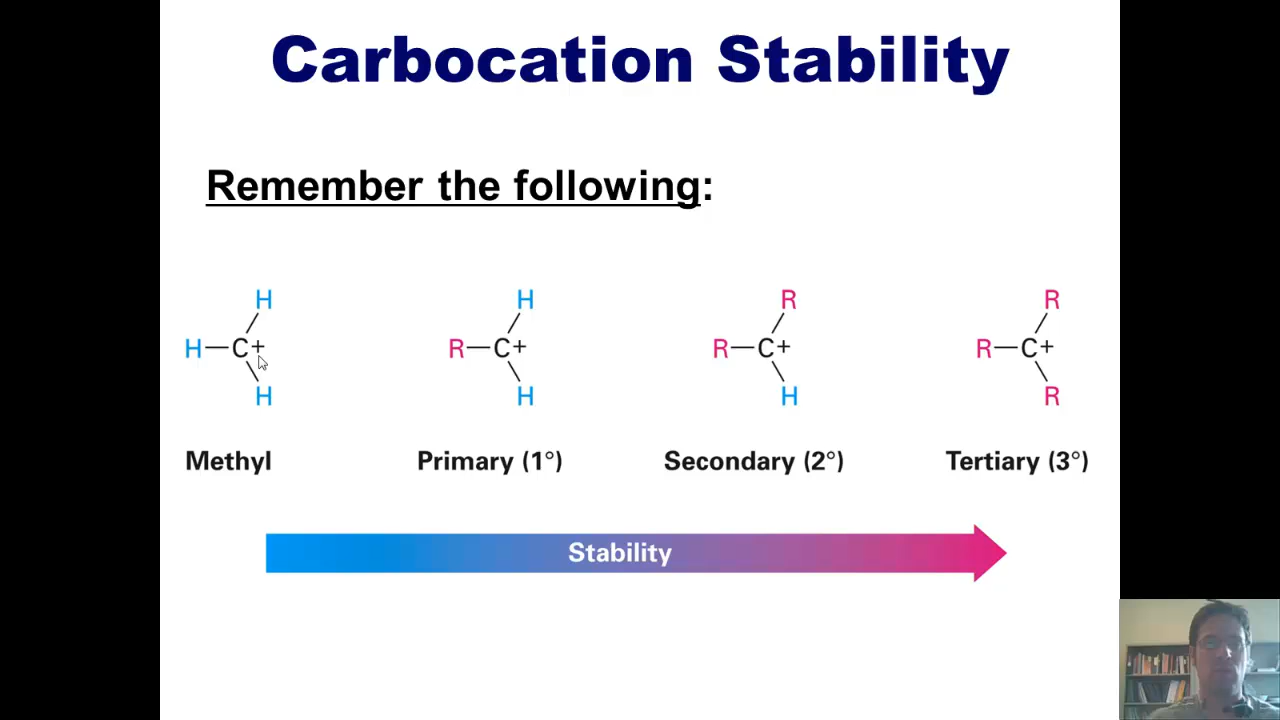 Carbocation Stability
Remember the following:
H H R R
H—C+ R—C+ R—C+ R—C+
H H H R
Methyl Primary (1°) Secondary (2°) Tertiary (3°)
Stability